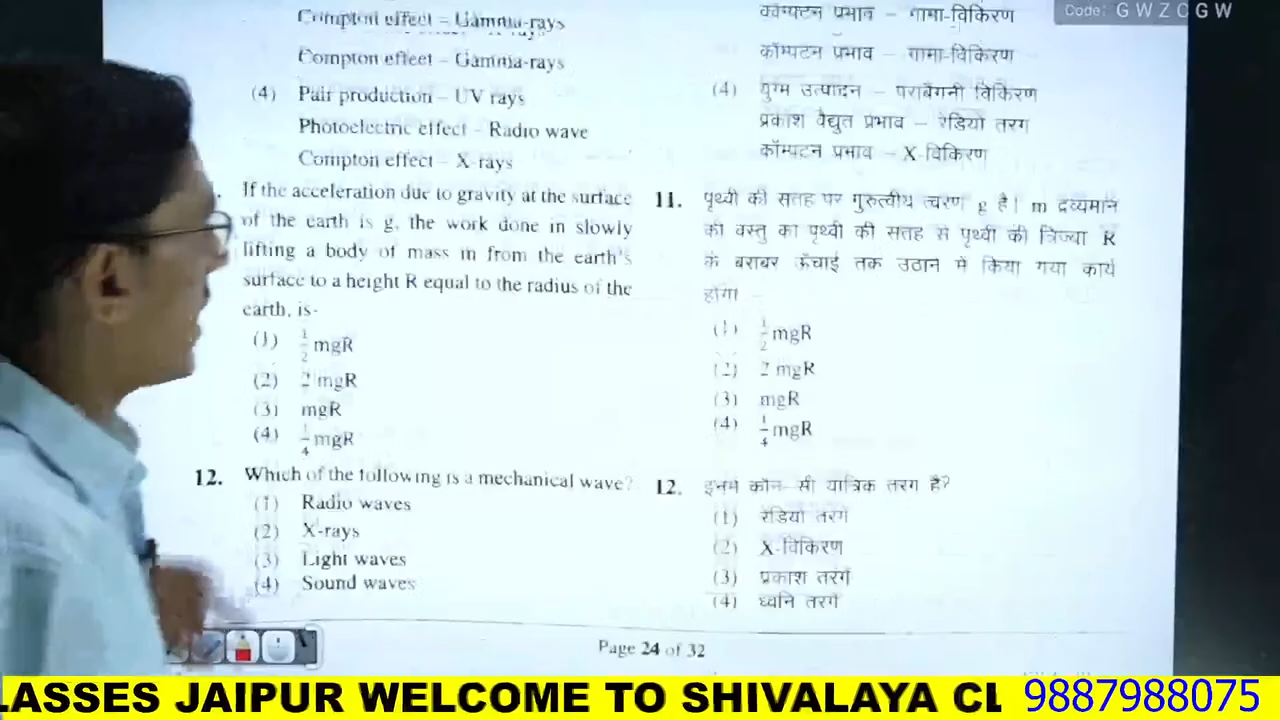 Code: G W Z C G W
Compton effect – Gamma-rays
Compton effect – Gamma-rays
(4) Pair production – UV rays
Photoelectric effect – Radio wave
Compton effect – X-rays
If the acceleration due to gravity at the surface
of the earth is g, the work done in slowly
lifting a body of mass m from the earth's
surface to a height R equal to the radius of the
earth, is-
(1) 1/2 mgR
(2) 2 mgR
(3) mgR
(4) 1/4 mgR
12. Which of the following is a mechanical wave?
(1) Radio waves
(2) X-rays
(3) Light waves
(4) Sound waves
कॉम्पटन प्रभाव – गामा-विकिरण
कॉम्पटन प्रभाव – गामा-विकिरण
(4) युग्म उत्पादन – पराबैंगनी विकिरण
प्रकाश वैद्युत प्रभाव – रेडियो तरंग
कॉम्पटन प्रभाव – X-विकिरण
11. पृथ्वी की सतह पर गुरुत्वीय त्वरण g है। m द्रव्यमान
की वस्तु को पृथ्वी की सतह से पृथ्वी की त्रिज्या R
के बराबर ऊँचाई तक उठाने में किया गया कार्य
होगा –
(1) 1/2 mgR
(2) 2 mgR
(3) mgR
(4) 1/4 mgR
12. इनमें कौन- सी यांत्रिक तरंग है?
(1) रेडियो तरंगें
(2) X-विकिरण
(3) प्रकाश तरंगें
(4) ध्वनि तरंगें
Page 24 of 32
LASSES JAIPUR WELCOME TO SHIVALAYA CL 9887988075